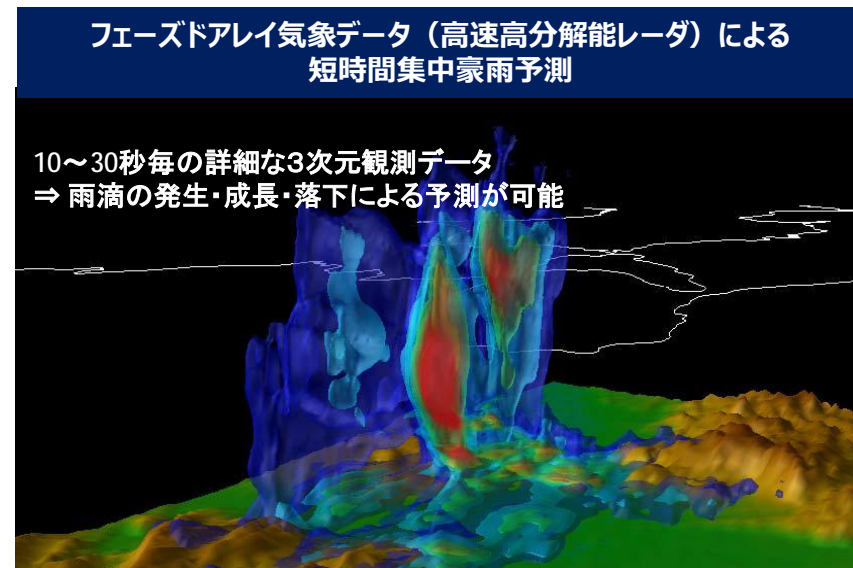 フェーズドアレイ気象データ（高速高分解能レーダ）による
短時間集中豪雨予測
10～30秒毎の詳細な３次元観測データ
⇒ 雨滴の発生・成長・落下による予測が可能